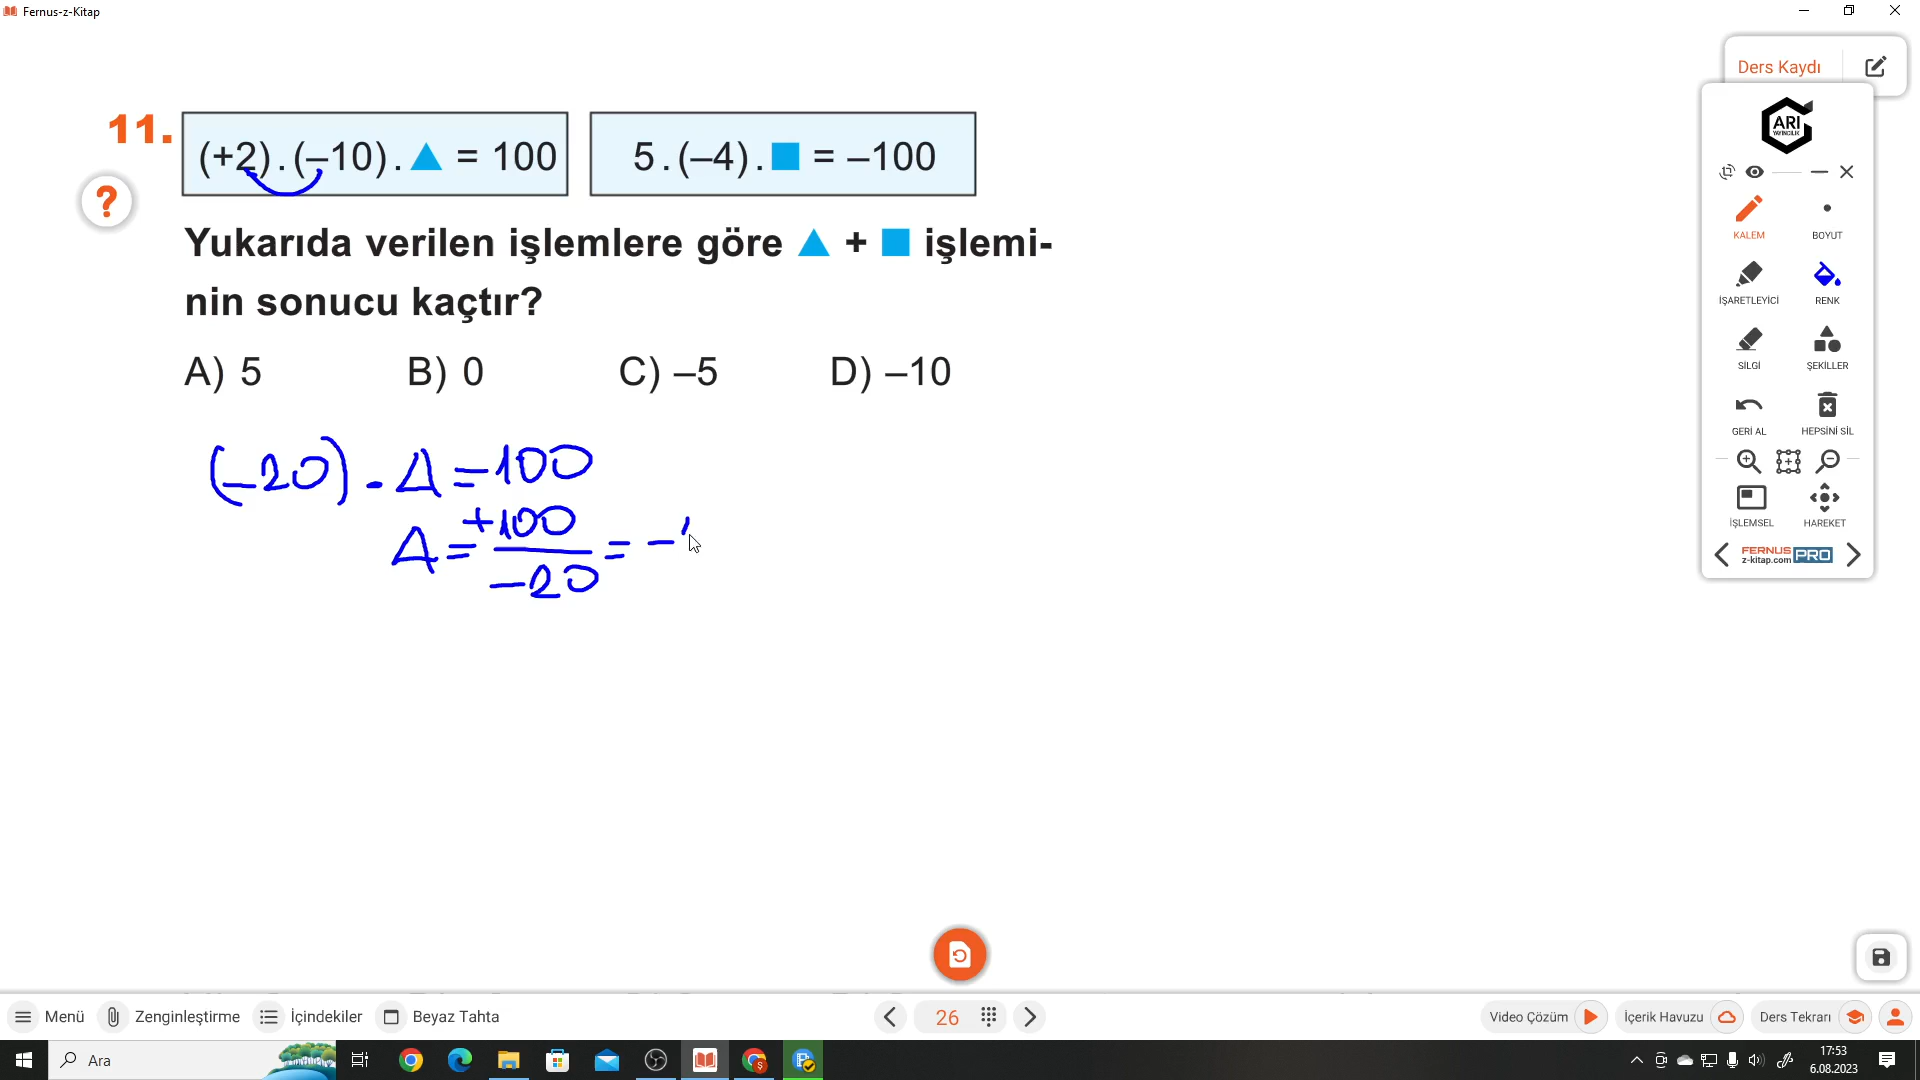 Fernus-z-Kitap
Ders Kaydı
11.
(+2).(–10).▲ = 100
5.(–4).■ = –100
?
Yukarıda verilen işlemlere göre ▲ + ■ işlemi-
nin sonucu kaçtır?
A) 5
B) 0
C) –5
D) –10
(-20) . Δ = -100
Δ = +100 / -20 = -
ARI
YAYINCILIK
KALEM
BOYUT
İŞARETLEYİCİ
RENK
SİLGİ
ŞEKİLLER
GERİ AL
HEPSİNİ SİL
İŞLEMSEL
HAREKET
FERNUS
z-kitap.com PRO
Menü
Zenginleştirme
İçindekiler
Beyaz Tahta
26
Video Çözüm
İçerik Havuzu
Ders Tekrarı
Ara
17:53
6.08.2023